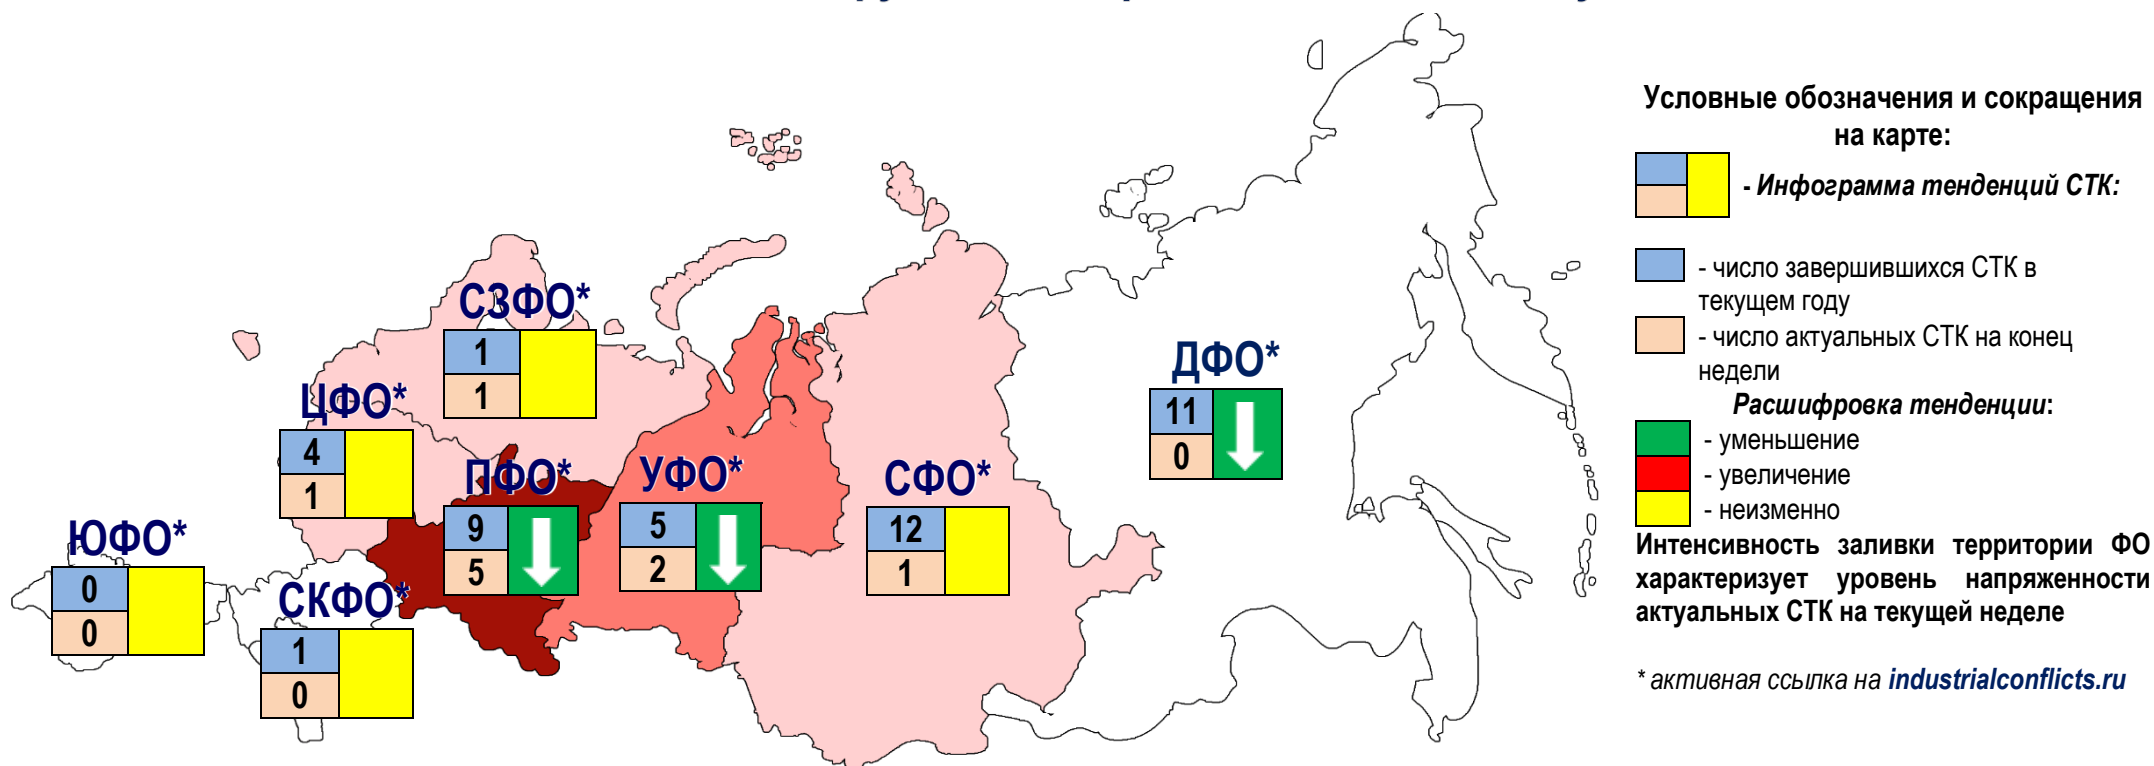 СЗФО*
1
1
ЦФО*
4
1
ПФО*
9
5
УФО*
5
2
СФО*
12
1
ДФО*
11
0
ЮФО*
0
0
СКФО*
1
0
Условные обозначения и сокращения
на карте:
- Инфограмма тенденций СТК:
- число завершившихся СТК в
текущем году
- число актуальных СТК на конец
недели
Расшифровка тенденции:
- уменьшение
- увеличение
- неизменно
Интенсивность заливки территории ФО
характеризует уровень напряженности
актуальных СТК на текущей неделе
* активная ссылка на industrialconflicts.ru